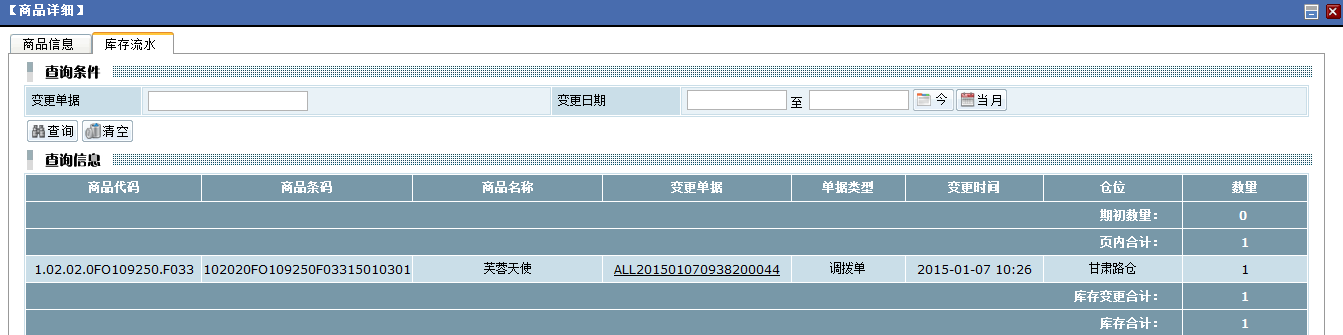 【商品详细】
商品信息 库存流水
查询条件
变更单据 变更日期 至 今 当月
查询 清空
查询信息
商品代码 商品条码 商品名称 变更单据 单据类型 变更时间 仓位 数量
期初数量： 0
页内合计： 1
1.02.02.0FO109250.F033 102020FO109250F03315010301 芙蓉天使 ALL201501070938200044 调拨单 2015-01-07 10:26 甘肃路仓 1
库存变更合计： 1
库存合计： 1